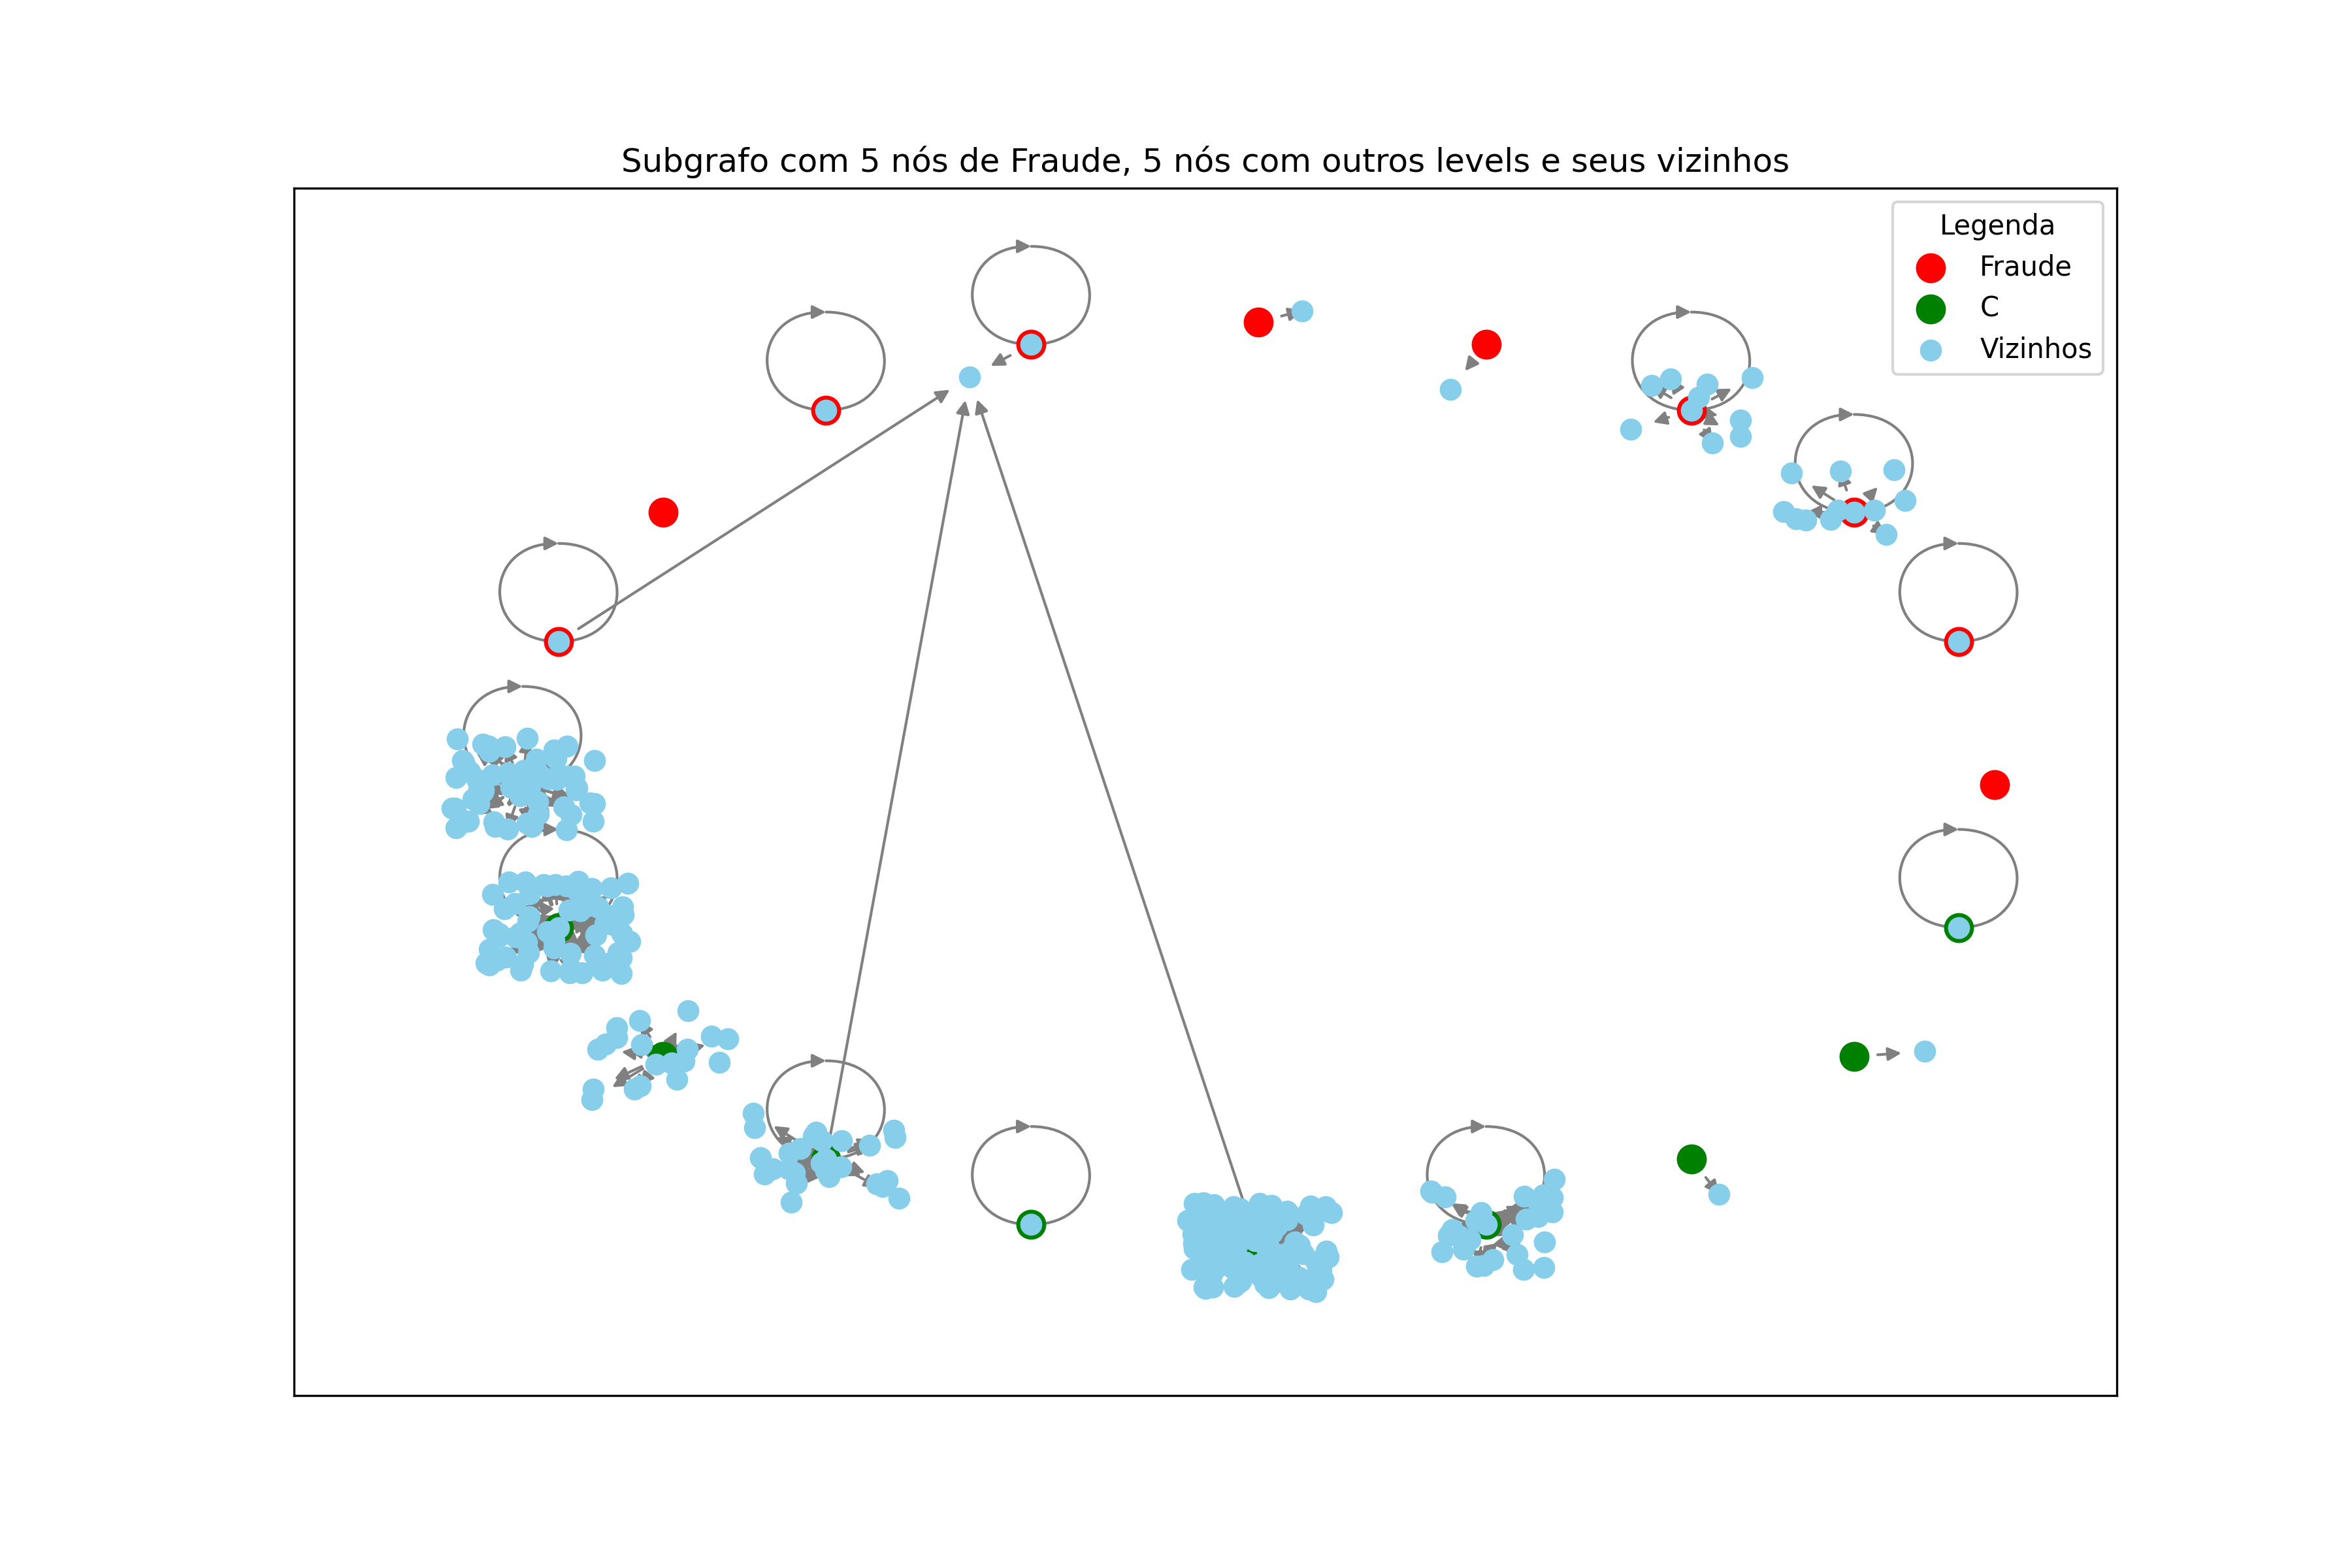 Subgrafo com 5 nós de Fraude, 5 nós com outros levels e seus vizinhos
Legenda
Fraude
C
Vizinhos